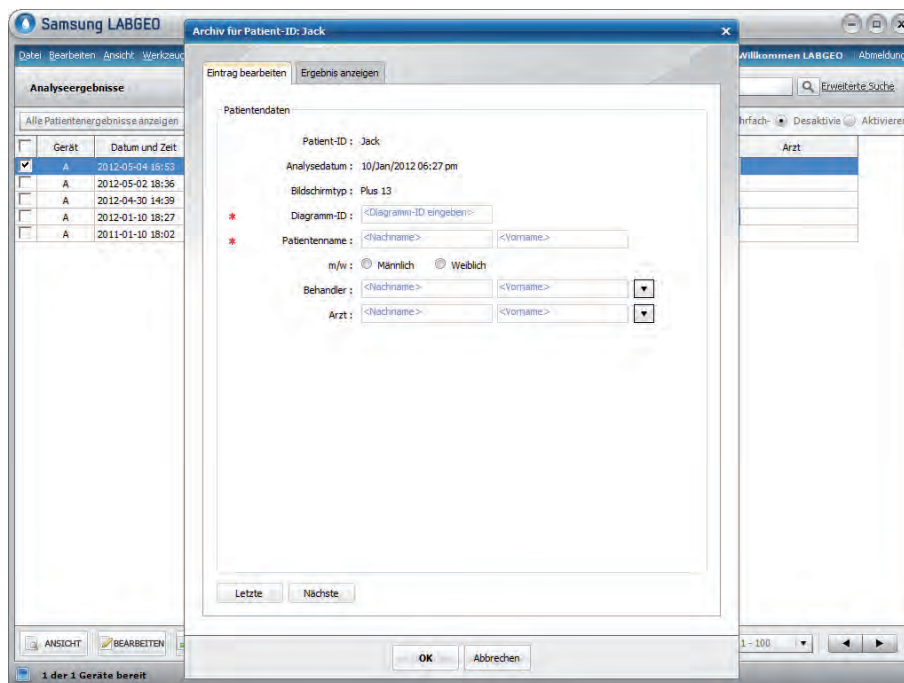 Samsung LABGEO
Archiv für Patient-ID: Jack
Datei Bearbeiten Ansicht Werkzeug
Willkommen LABGEO Abmeldung
Eintrag bearbeiten Ergebnis anzeigen
Analyseergebnisse
Erweiterte Suche
Patientendaten
Alle Patientenergebnisse anzeigen
hrfach- Desaktivie Aktiviere
Gerät Datum und Zeit
Arzt
Patient-ID : Jack
A 2012-05-04 16:53
Analysedatum : 10/Jan/2012 06:27 pm
A 2012-05-02 18:36
Bildschirmtyp : Plus 13
A 2012-04-30 14:39
* Diagramm-ID : <Diagramm-ID eingeben>
A 2012-01-10 18:27
A 2011-01-10 18:02
* Patientenname : <Nachname> <Vorname>
m/w : Männlich Weiblich
Behandler : <Nachname> <Vorname>
Arzt : <Nachname> <Vorname>
Letzte Nächste
ANSICHT BEARBEITEN
1 - 100
OK Abbrechen
1 der 1 Geräte bereit